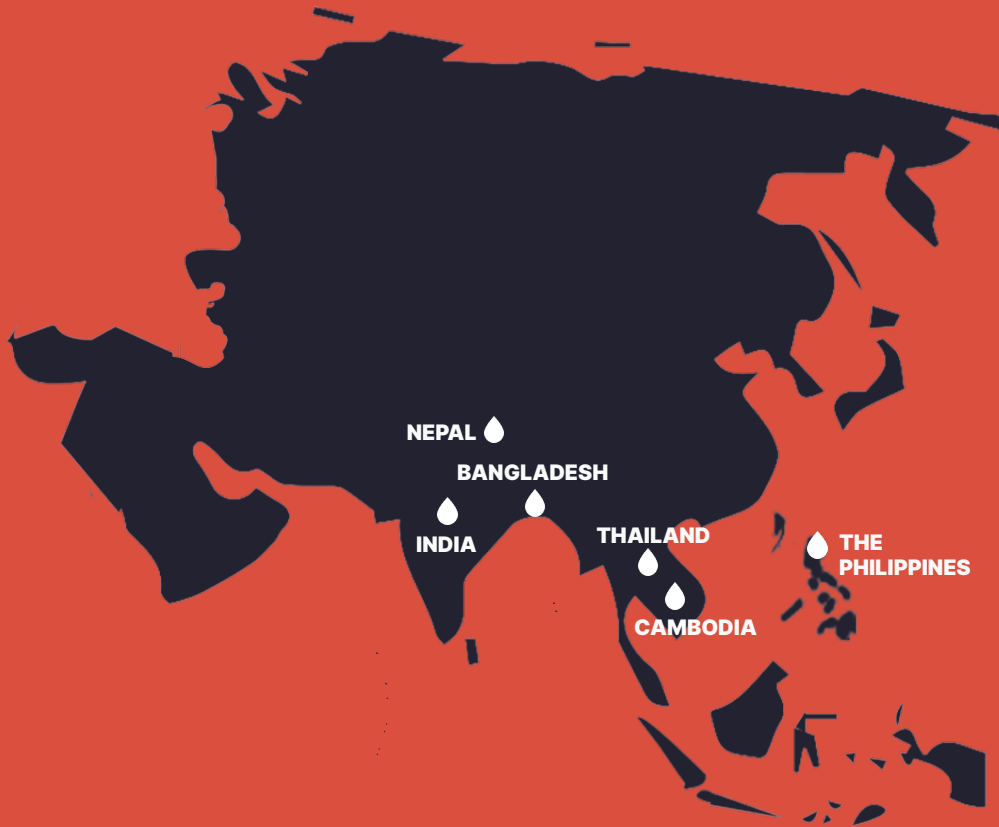 NEPAL
BANGLADESH
INDIA
THAILAND
THE
PHILIPPINES
CAMBODIA